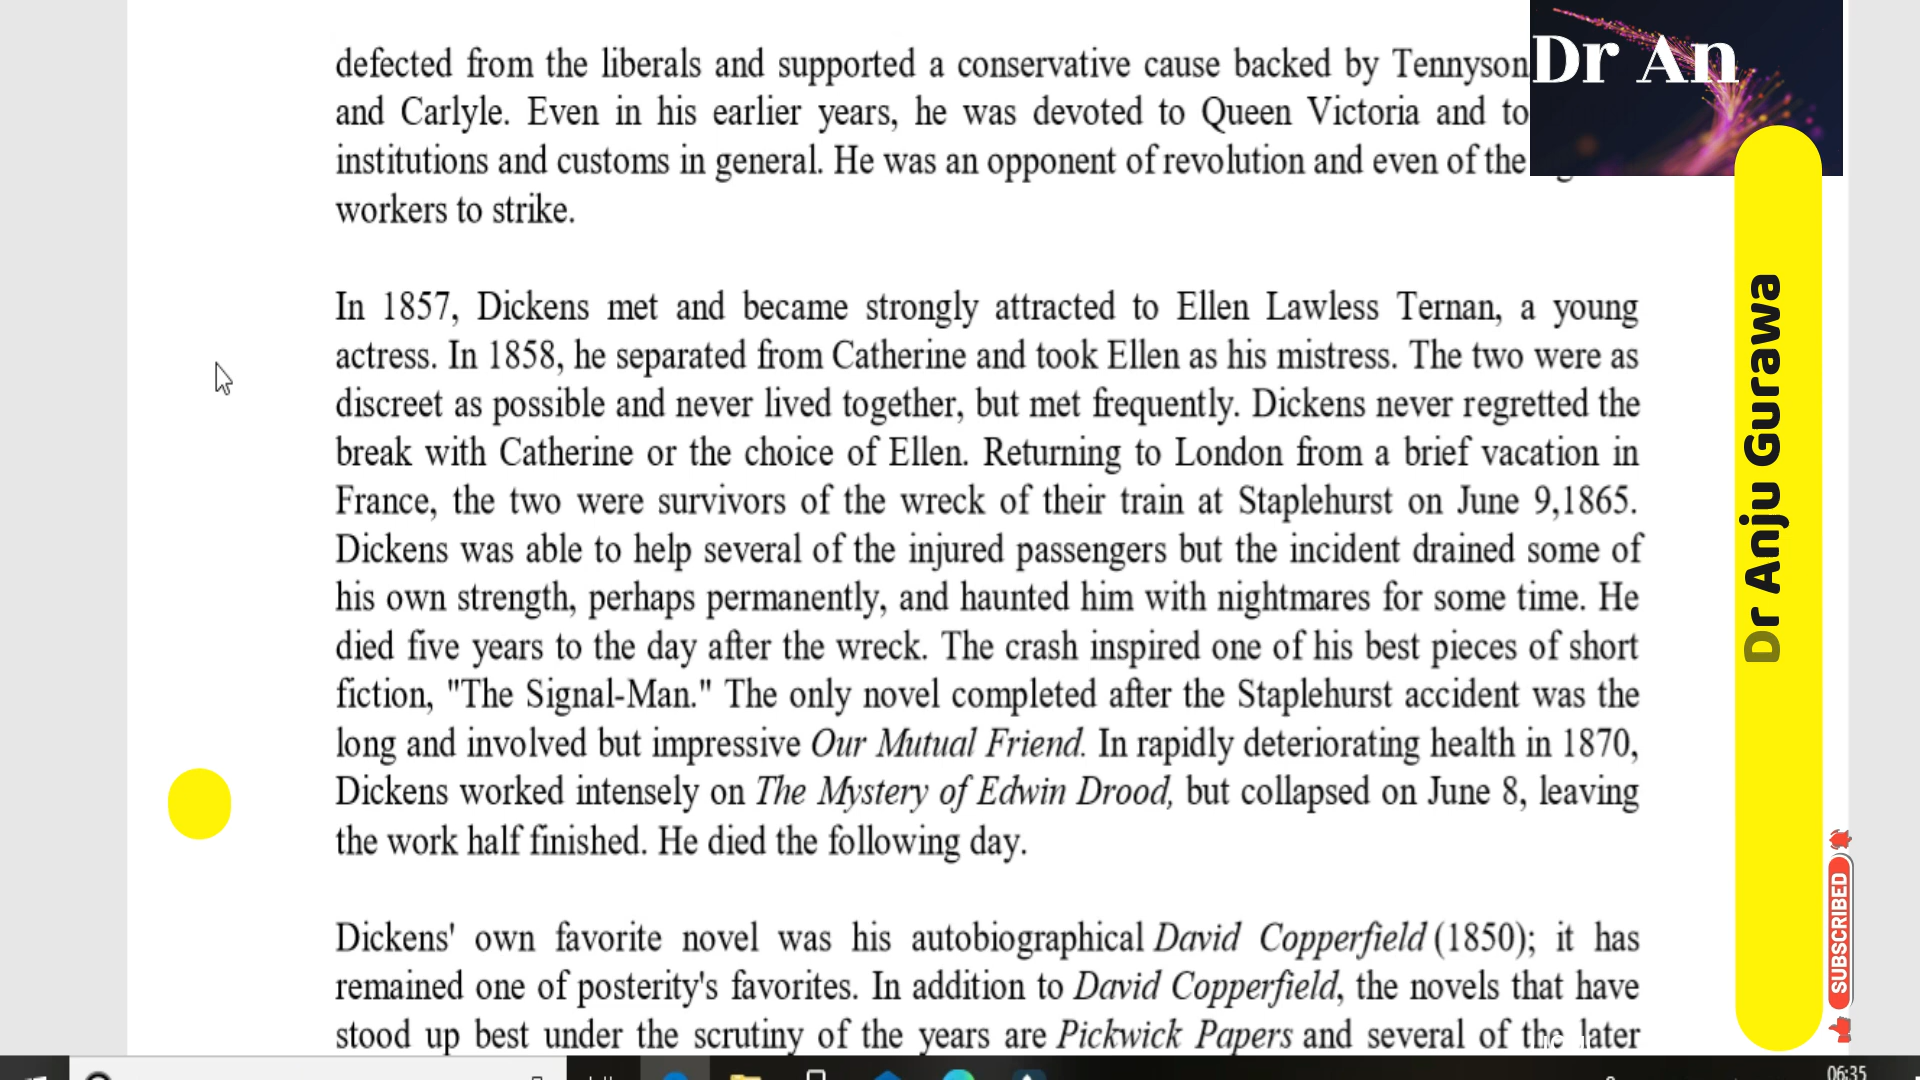 defected from the liberals and supported a conservative cause backed by Tennyson
and Carlyle. Even in his earlier years, he was devoted to Queen Victoria and to
institutions and customs in general. He was an opponent of revolution and even of the
workers to strike.
In 1857, Dickens met and became strongly attracted to Ellen Lawless Ternan, a young
actress. In 1858, he separated from Catherine and took Ellen as his mistress. The two were as
discreet as possible and never lived together, but met frequently. Dickens never regretted the
break with Catherine or the choice of Ellen. Returning to London from a brief vacation in
France, the two were survivors of the wreck of their train at Staplehurst on June 9,1865.
Dickens was able to help several of the injured passengers but the incident drained some of
his own strength, perhaps permanently, and haunted him with nightmares for some time. He
died five years to the day after the wreck. The crash inspired one of his best pieces of short
fiction, "The Signal-Man." The only novel completed after the Staplehurst accident was the
long and involved but impressive Our Mutual Friend. In rapidly deteriorating health in 1870,
Dickens worked intensely on The Mystery of Edwin Drood, but collapsed on June 8, leaving
the work half finished. He died the following day.
Dickens' own favorite novel was his autobiographical David Copperfield (1850); it has
remained one of posterity's favorites. In addition to David Copperfield, the novels that have
stood up best under the scrutiny of the years are Pickwick Papers and several of the later
Dr An
Dr Anju Gurawa
SUBSCRIBED
06:35